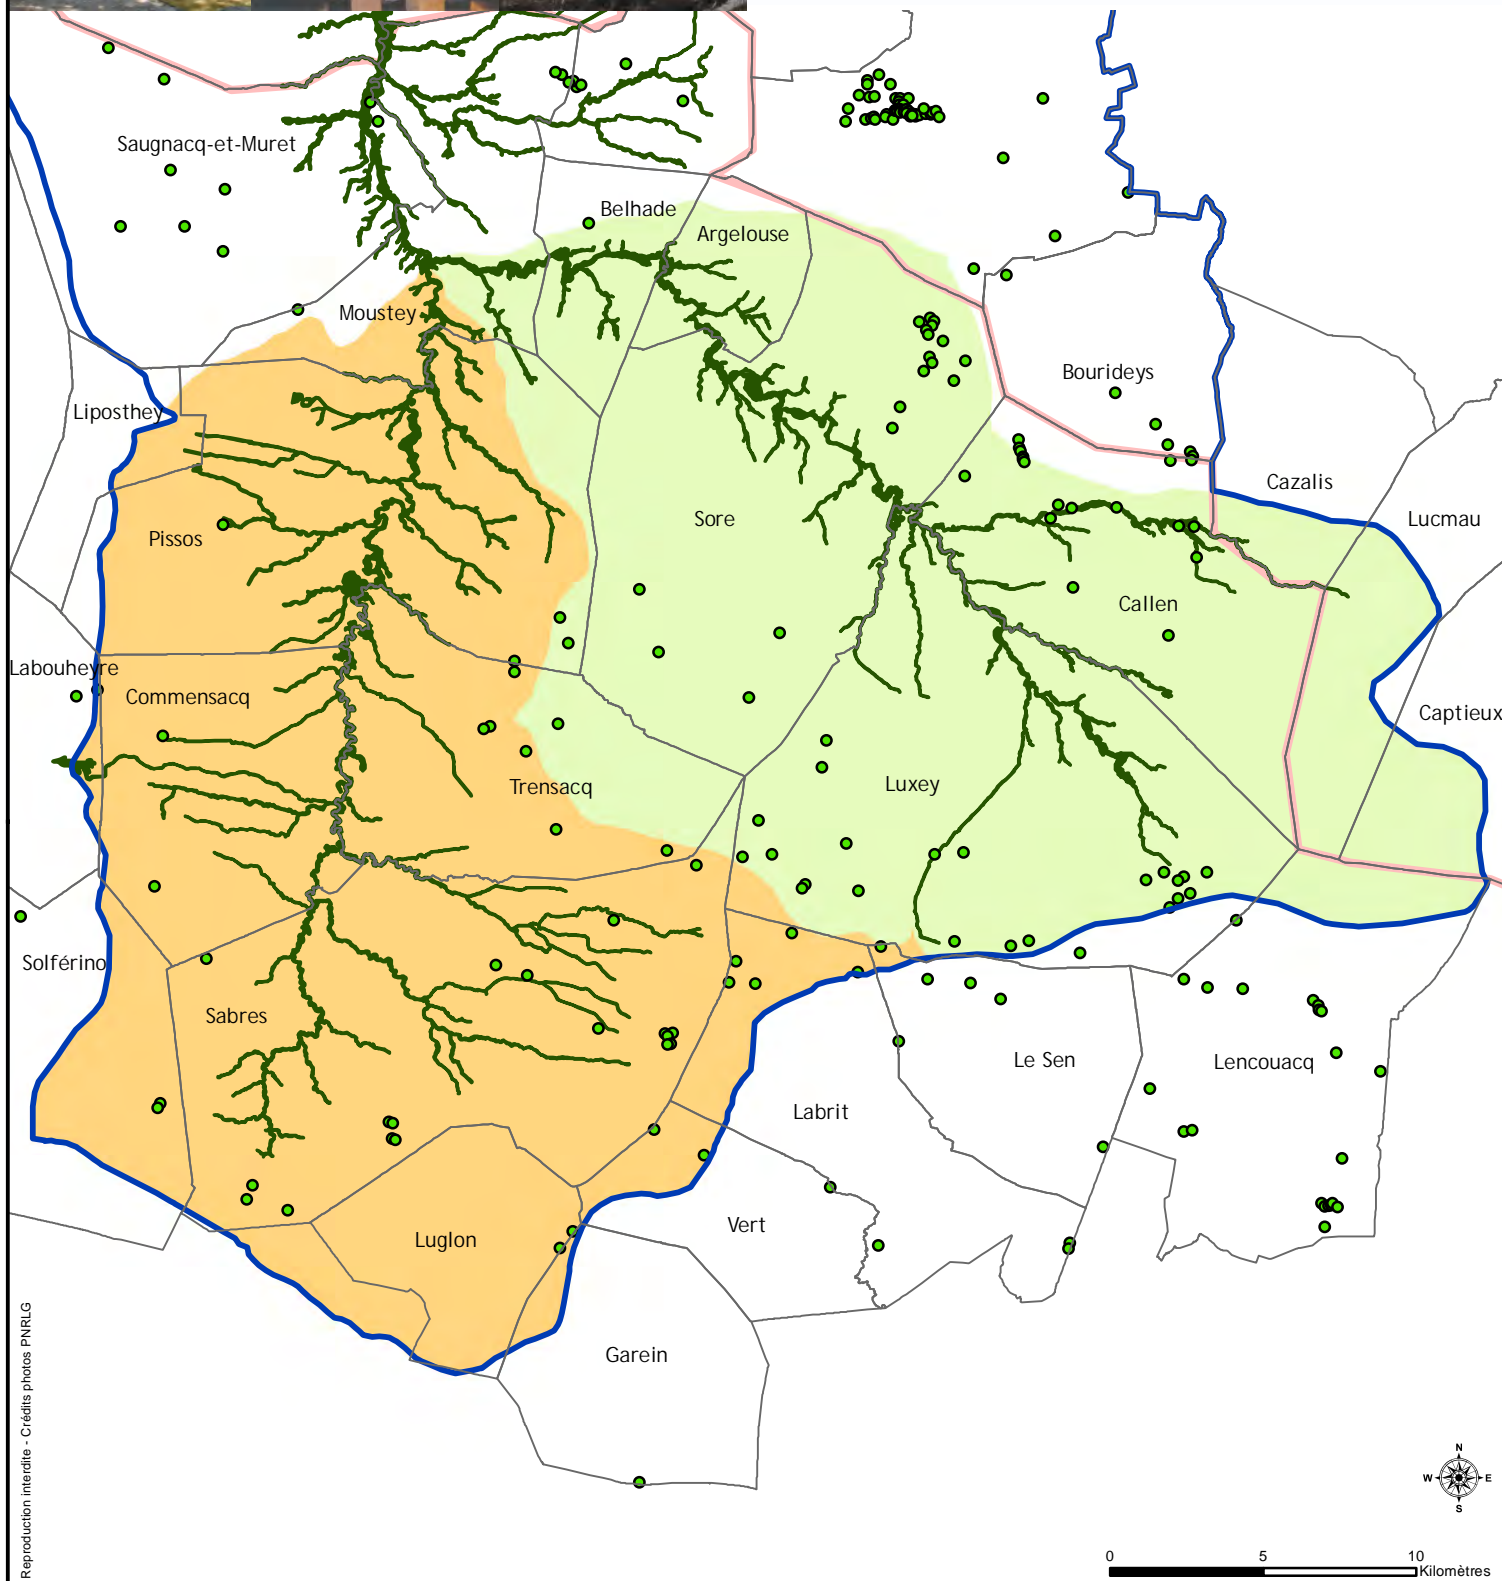 Saugnacq-et-Muret
Belhade
Argelouse
Moustey
Bourideys
Liposthey
Cazalis
Lucmau
Sore
Pissos
Callen
Labouheyre
Commensacq
Captieux
Trensacq
Luxey
Solférino
Sabres
Le Sen
Lencouacq
Labrit
Vert
Luglon
Garein
Reproduction interdite - Crédits photos PNRLG
N
W E
S
0 5 10
Kilomètres